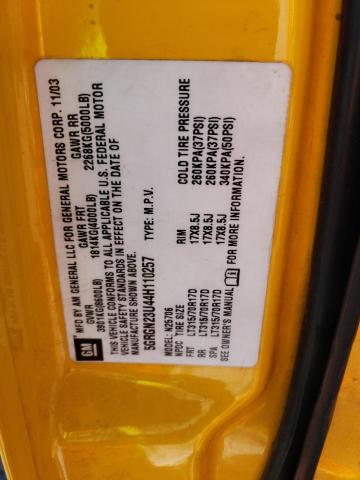 MFD BY AM GENERAL LLC FOR GENERAL MOTORS CORP. 11/03
GVWR GAWR FRT GAWR RR
3901KG(8600LB) 1814KG(4000LB) 2268KG(5000LB)
THIS VEHICLE CONFORMS TO ALL APPLICABLE U.S. FEDERAL MOTOR
VEHICLE SAFETY STANDARDS IN EFFECT ON THE DATE OF
MANUFACTURE SHOWN ABOVE.
5GRGN23U44H110257 TYPE: M.P.V.
GM
MODEL: N25706
NPDC TIRE SIZE RIM COLD TIRE PRESSURE
FRT LT315/70R17D 17X8.5J 260KPA(37PSI)
RR LT315/70R17D 17X8.5J 260KPA(37PSI)
SPA LT315/70R17D 17X8.5J 340KPA(50PSI)
SEE OWNER'S MANUAL